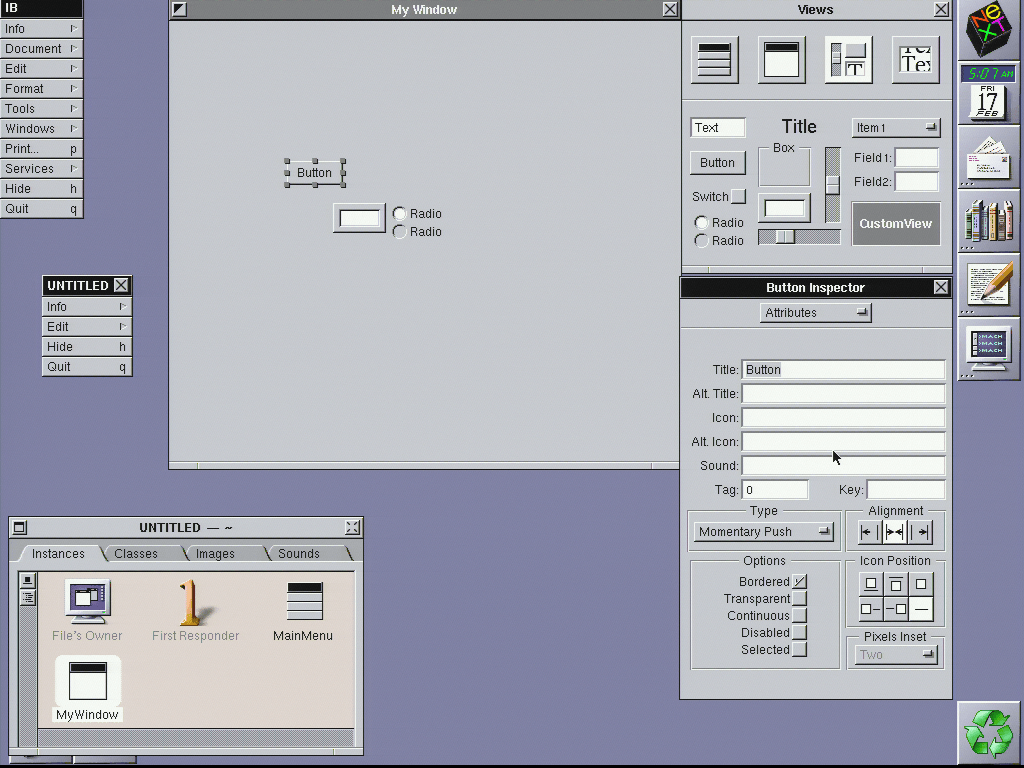 IB
Info
Document
Edit
Format
Tools
Windows
Print... p
Services
Hide h
Quit q
UNTITLED
Info
Edit
Hide h
Quit q
My Window
Button
Radio
Radio
Views
Text
Title
Item1
Button
Box
Field1:
Field2:
Switch
Radio
Radio
CustomView
Button Inspector
Attributes
Title: Button
Alt. Title:
Icon:
Alt. Icon:
Sound:
Tag: 0 Key:
Type
Momentary Push
Alignment
Options
Bordered
Transparent
Continuous
Disabled
Selected
Icon Position
Pixels Inset
Two
UNTITLED — ~
Instances Classes Images Sounds
File's Owner First Responder MainMenu
MyWindow
NeXT
5:07 AM
FRI
17
FEB
>MACH
>MACH
>MACH